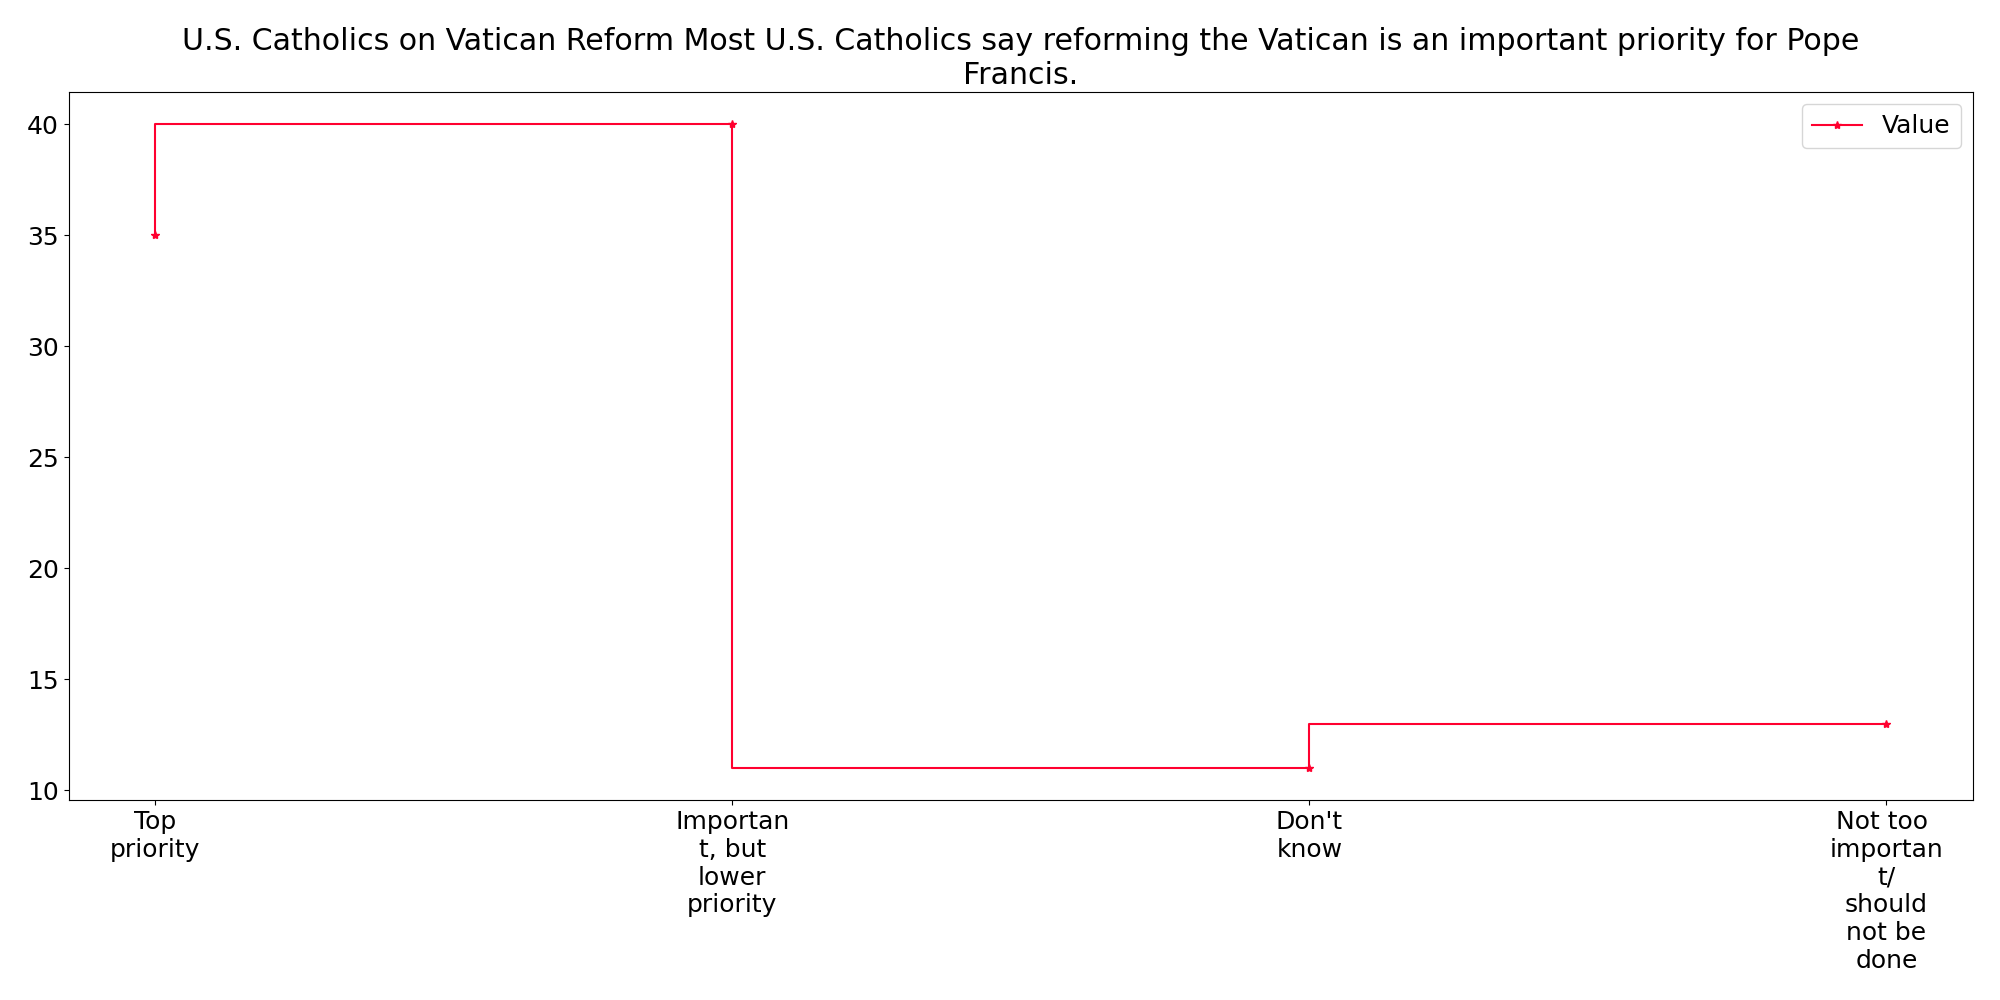 U.S. Catholics on Vatican Reform Most U.S. Catholics say reforming the Vatican is an important priority for Pope
Francis.
Value
40
35
30
25
20
15
10
Top
priority
Importan
t, but
lower
priority
Don't
know
Not too
importan
t/
should
not be
done